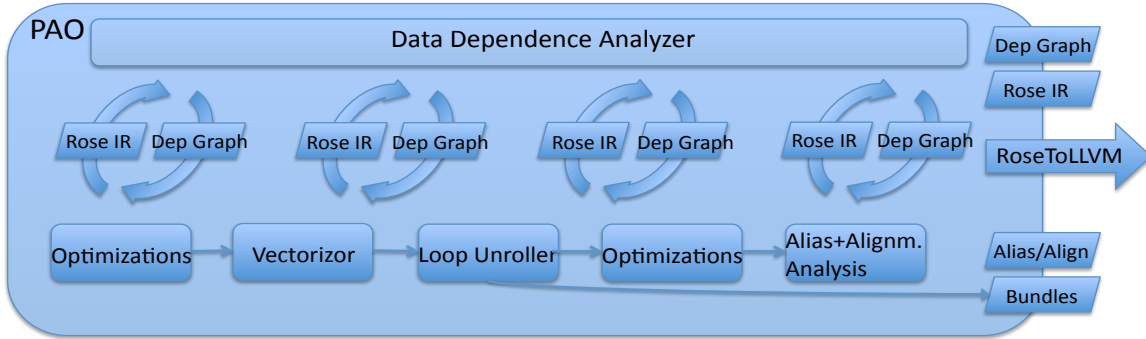 PAO
Data Dependence Analyzer
Dep Graph
Rose IR
Rose IR
Dep Graph
Rose IR
Dep Graph
Rose IR
Dep Graph
Rose IR
Dep Graph
RoseToLLVM
Optimizations
Vectorizor
Loop Unroller
Optimizations
Alias+Alignm.
Analysis
Alias/Align
Bundles